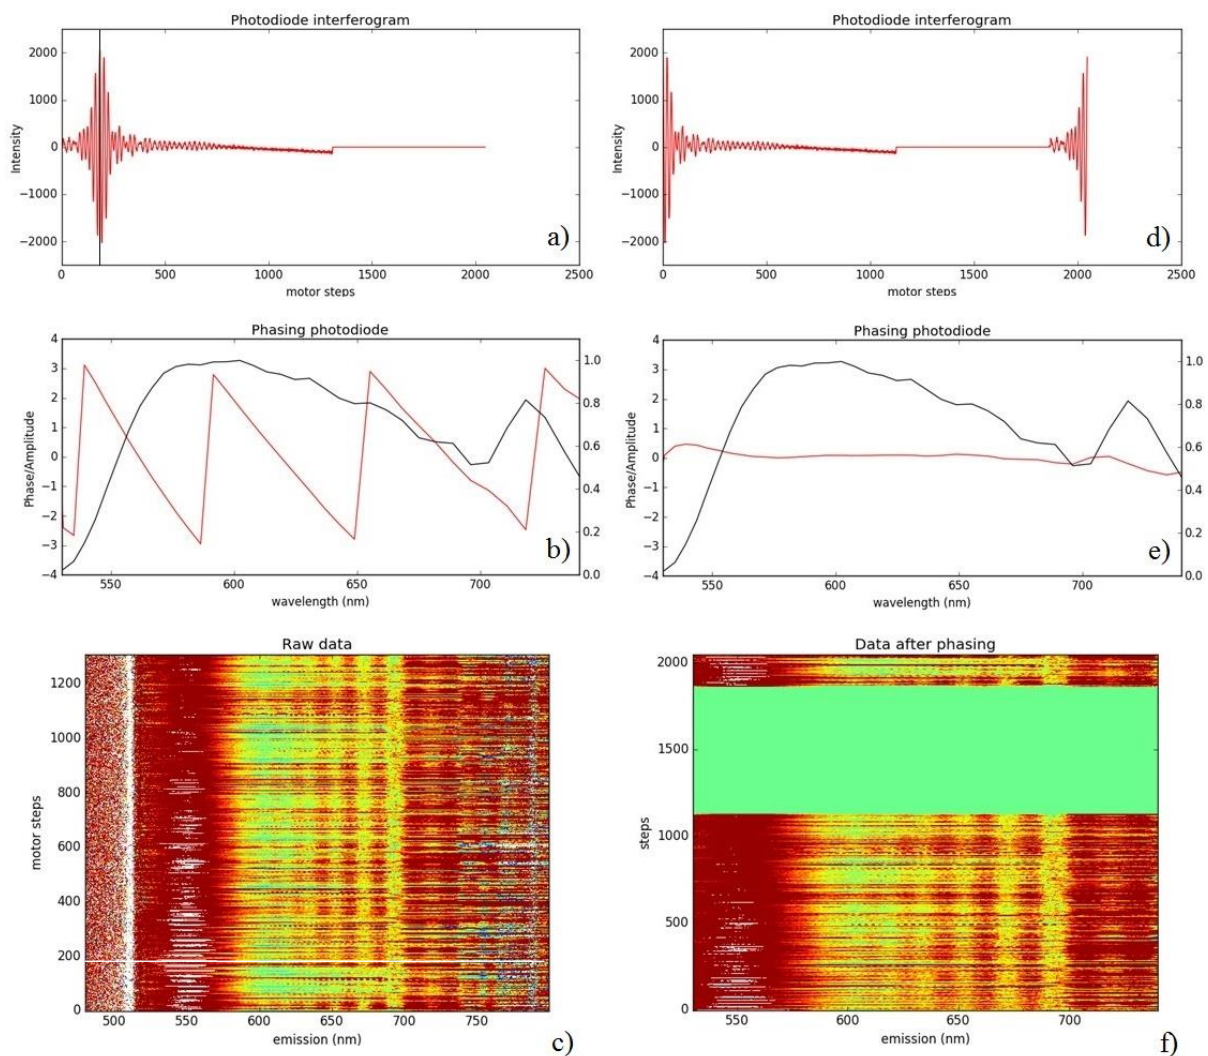 Photodiode interferogram
2000
1000
0
−1000
−2000
Intensity
0 500 1000 1500 2000 2500
motor steps
a)
Photodiode interferogram
2000
1000
0
−1000
−2000
Intensity
0 500 1000 1500 2000 2500
motor steps
d)
Phasing photodiode
4
3
2
1
0
−1
−2
−3
−4
Phase/Amplitude
1.0
0.8
0.6
0.4
0.2
0.0
550 600 650 700
wavelength (nm)
b)
Phasing photodiode
4
3
2
1
0
−1
−2
−3
−4
Phase/Amplitude
1.0
0.8
0.6
0.4
0.2
0.0
550 600 650 700
wavelength (nm)
e)
Raw data
1200
1000
800
600
400
200
0
motor steps
500 550 600 650 700 750
emission (nm)
c)
Data after phasing
2000
1500
1000
500
0
steps
550 600 650 700
emission (nm)
f)